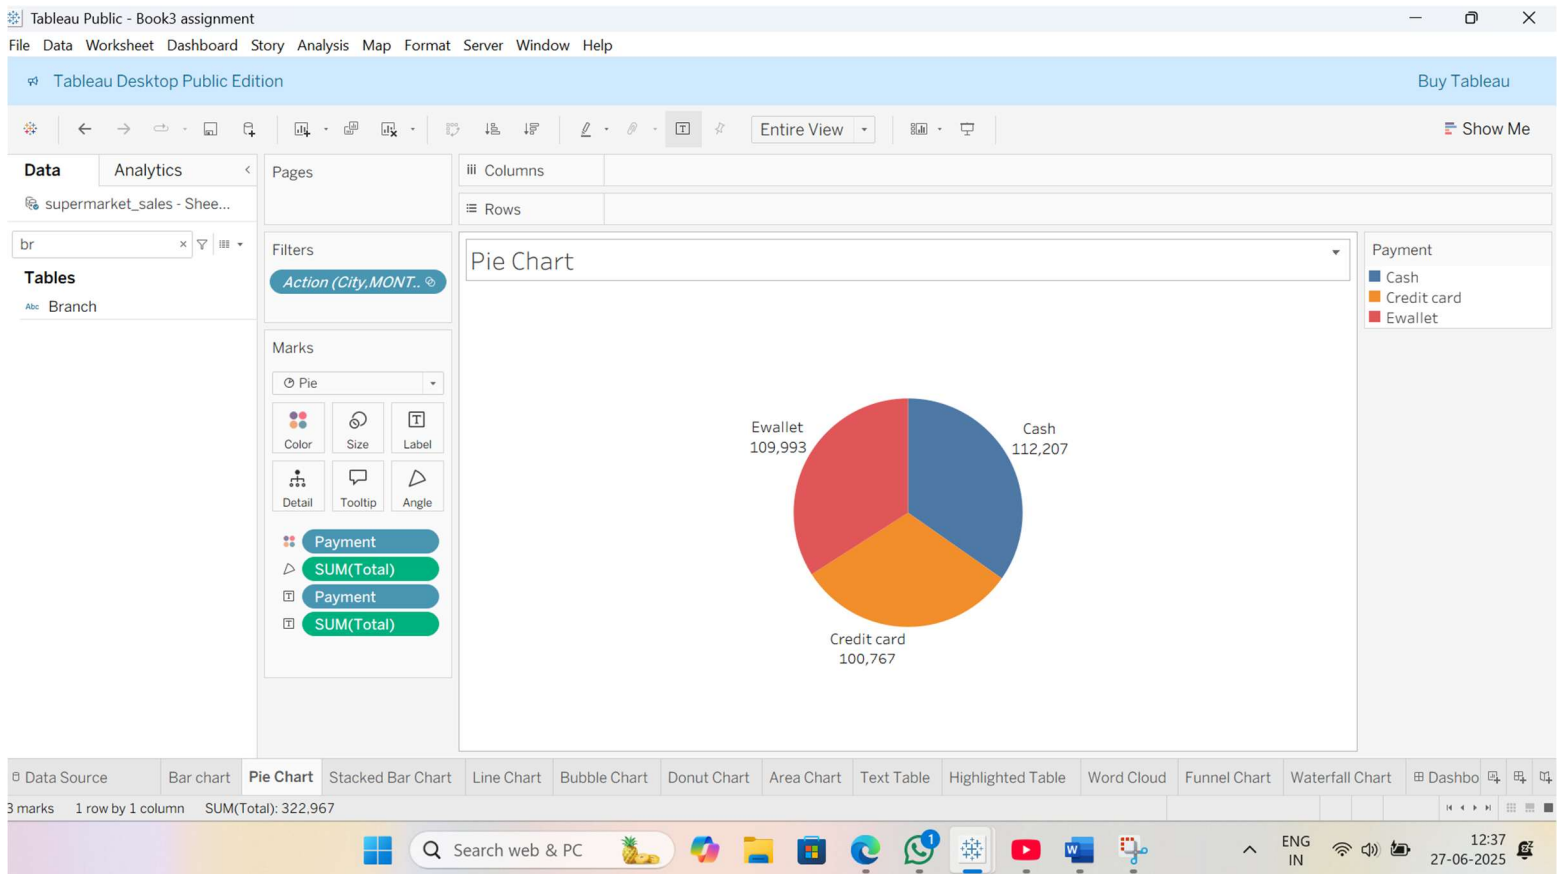 Tableau Public - Book3 assignment
File Data Worksheet Dashboard Story Analysis Map Format Server Window Help
Tableau Desktop Public Edition
Buy Tableau
Entire View
Show Me
Data
Analytics
Pages
Columns
supermarket_sales - Shee...
Rows
br
Filters
Pie Chart
Payment
Tables
Action (City,MONT..
Cash
Credit card
Abc Branch
Ewallet
Marks
Pie
Color Size Label
Detail Tooltip Angle
Ewallet
109,993
Cash
112,207
Payment
SUM(Total)
Payment
SUM(Total)
Credit card
100,767
Data Source Bar chart Pie Chart Stacked Bar Chart Line Chart Bubble Chart Donut Chart Area Chart Text Table Highlighted Table Word Cloud Funnel Chart Waterfall Chart Dashbo
3 marks 1 row by 1 column SUM(Total): 322,967
Search web & PC
1
W
ENG
IN
12:37
27-06-2025